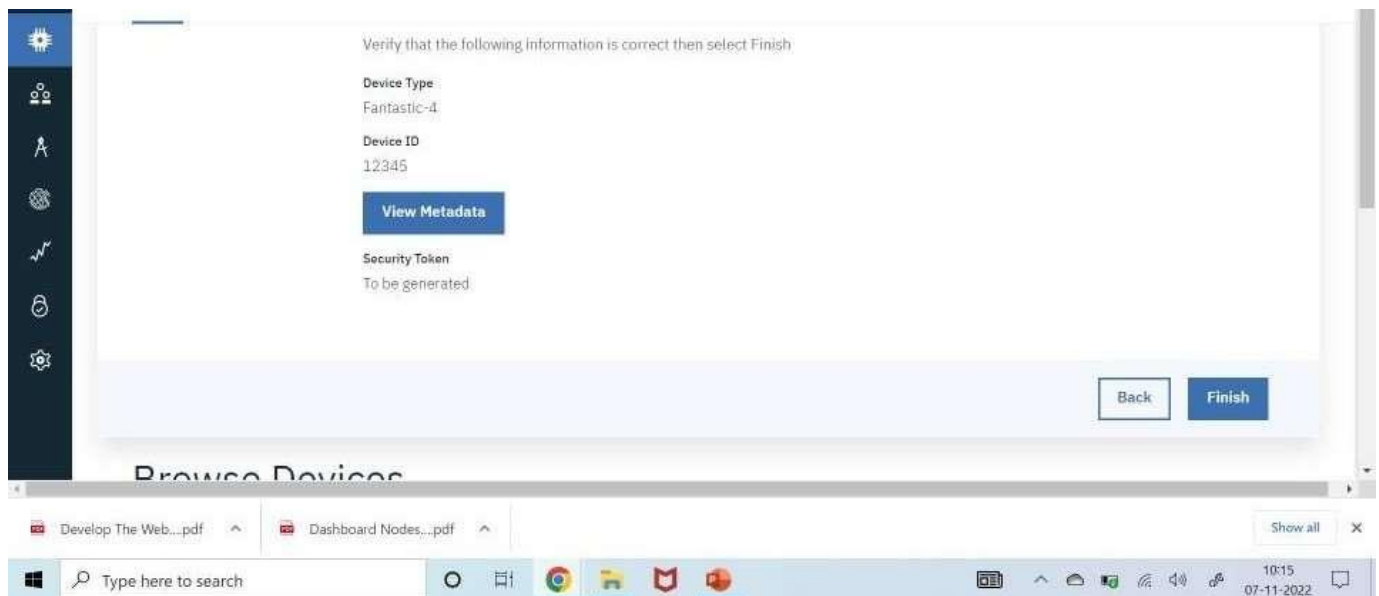 Verify that the following information is correct then select Finish
Device Type
Fantastic-4
Device ID
12345
View Metadata
Security Token
To be generated
Back
Finish
Browse Devices
Develop The Web....pdf
Dashboard Nodes....pdf
Show all
Type here to search
10:15
07-11-2022